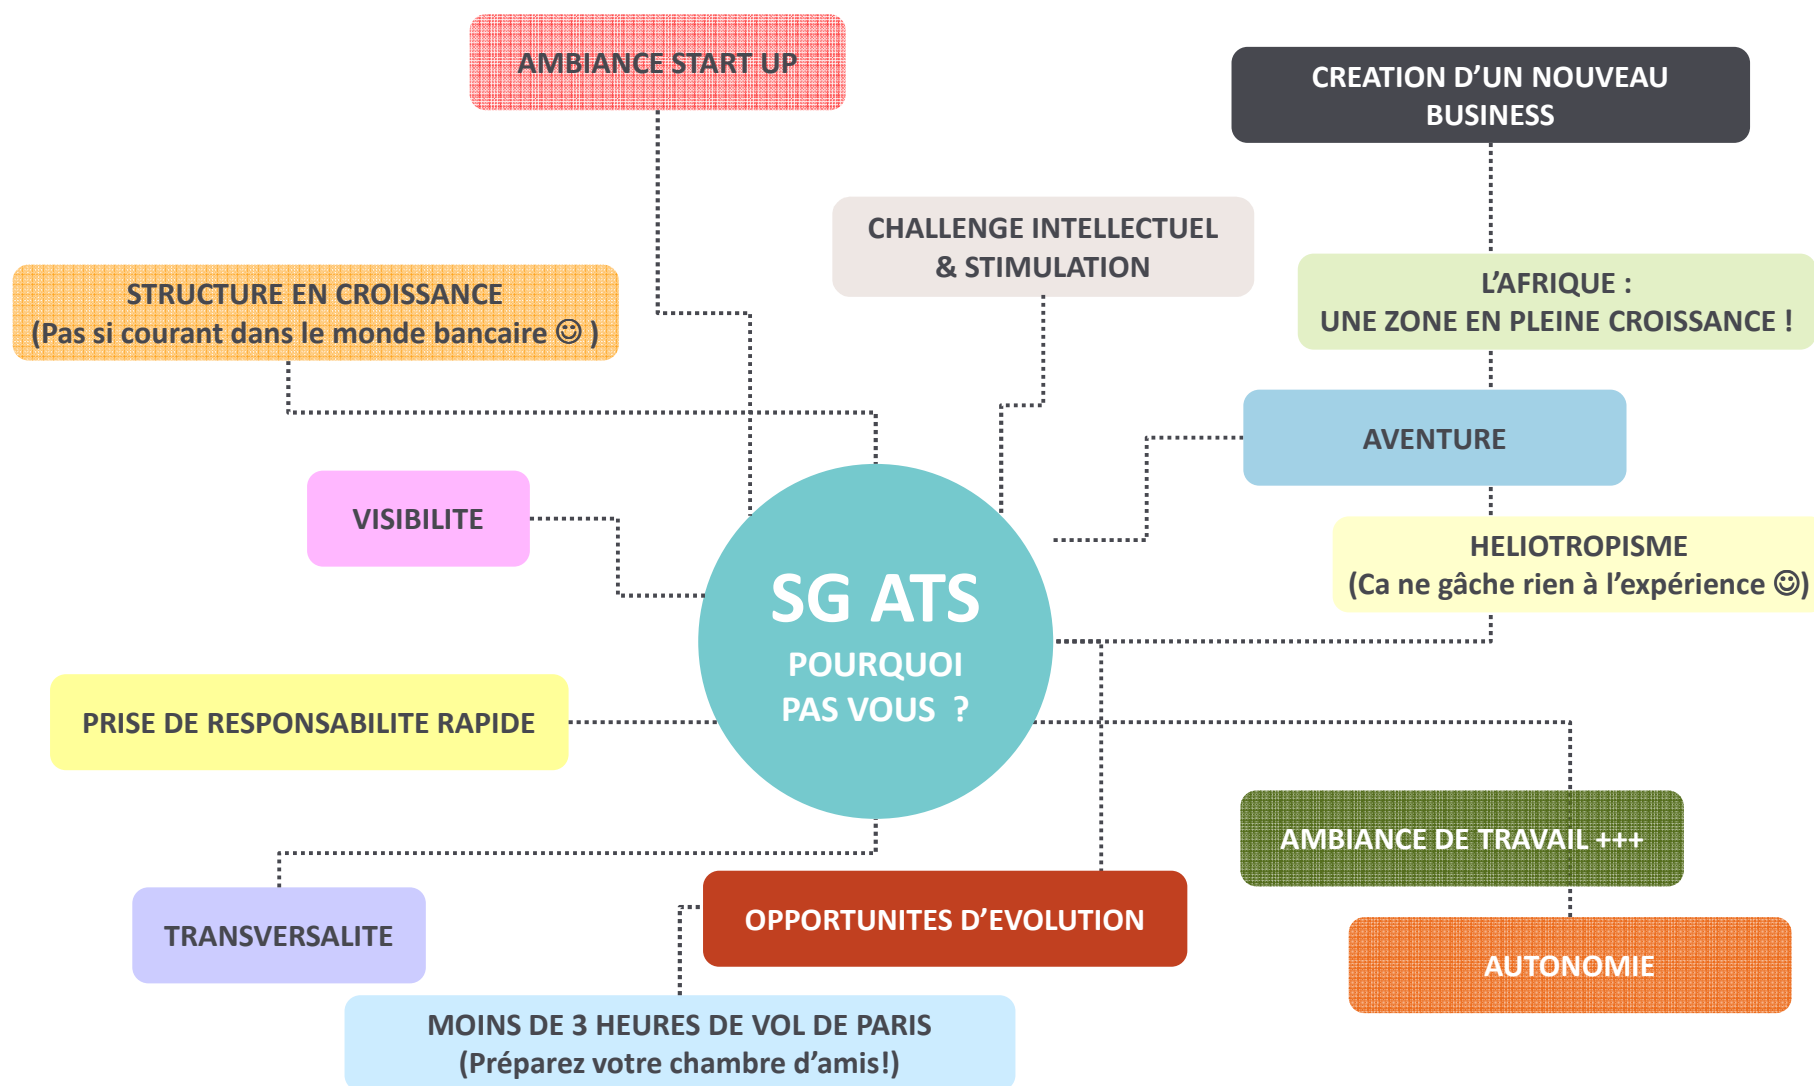 AMBIANCE START UP
CREATION D’UN NOUVEAU
BUSINESS
CHALLENGE INTELLECTUEL
& STIMULATION
STRUCTURE EN CROISSANCE
(Pas si courant dans le monde bancaire ☺ )
L’AFRIQUE :
UNE ZONE EN PLEINE CROISSANCE !
AVENTURE
VISIBILITE
HELIOTROPISME
(Ca ne gâche rien à l’expérience ☺)
SG ATS
POURQUOI
PAS VOUS ?
PRISE DE RESPONSABILITE RAPIDE
AMBIANCE DE TRAVAIL +++
OPPORTUNITES D’EVOLUTION
TRANSVERSALITE
AUTONOMIE
MOINS DE 3 HEURES DE VOL DE PARIS
(Préparez votre chambre d’amis!)